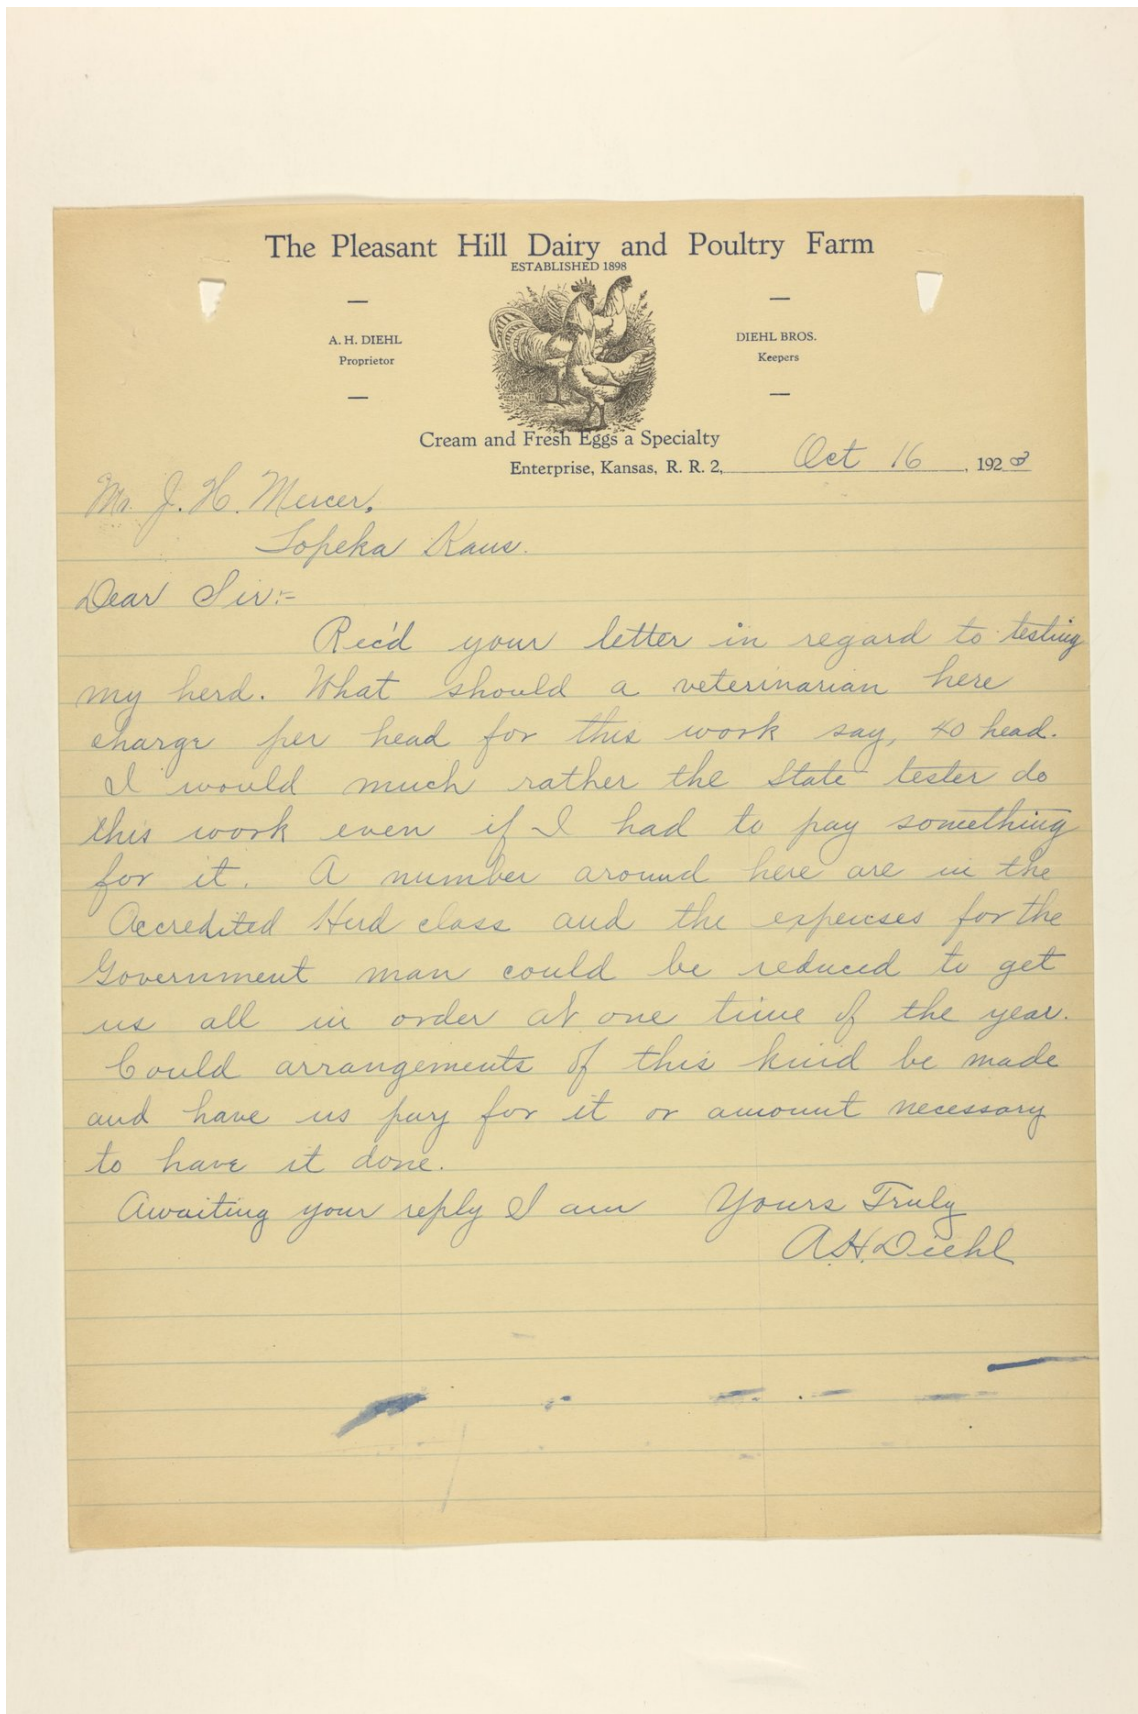 The Pleasant Hill Dairy and Poultry Farm
ESTABLISHED 1898
A. H. DIEHL
Proprietor
DIEHL BROS.
Keepers
Cream and Fresh Eggs a Specialty
Enterprise, Kansas, R. R. 2, Oct 16, 1923
Mr. J. H. Mercer.
Topeka Kans.
Dear Sir:-
Rec'd your letter in regard to testing
my herd. What should a veterinarian here
charge per head for this work say, 40 head.
I would much rather the State tester do
this work even if I had to pay something
for it. A number around here are in the
Accredited Herd class and the expenses for the
Government man could be reduced to get
us all in order at one time of the year.
Could arrangements of this kind be made
and have us pay for it or amount necessary
to have it done.
Awaiting your reply I am Yours Truly
A.H. Diehl